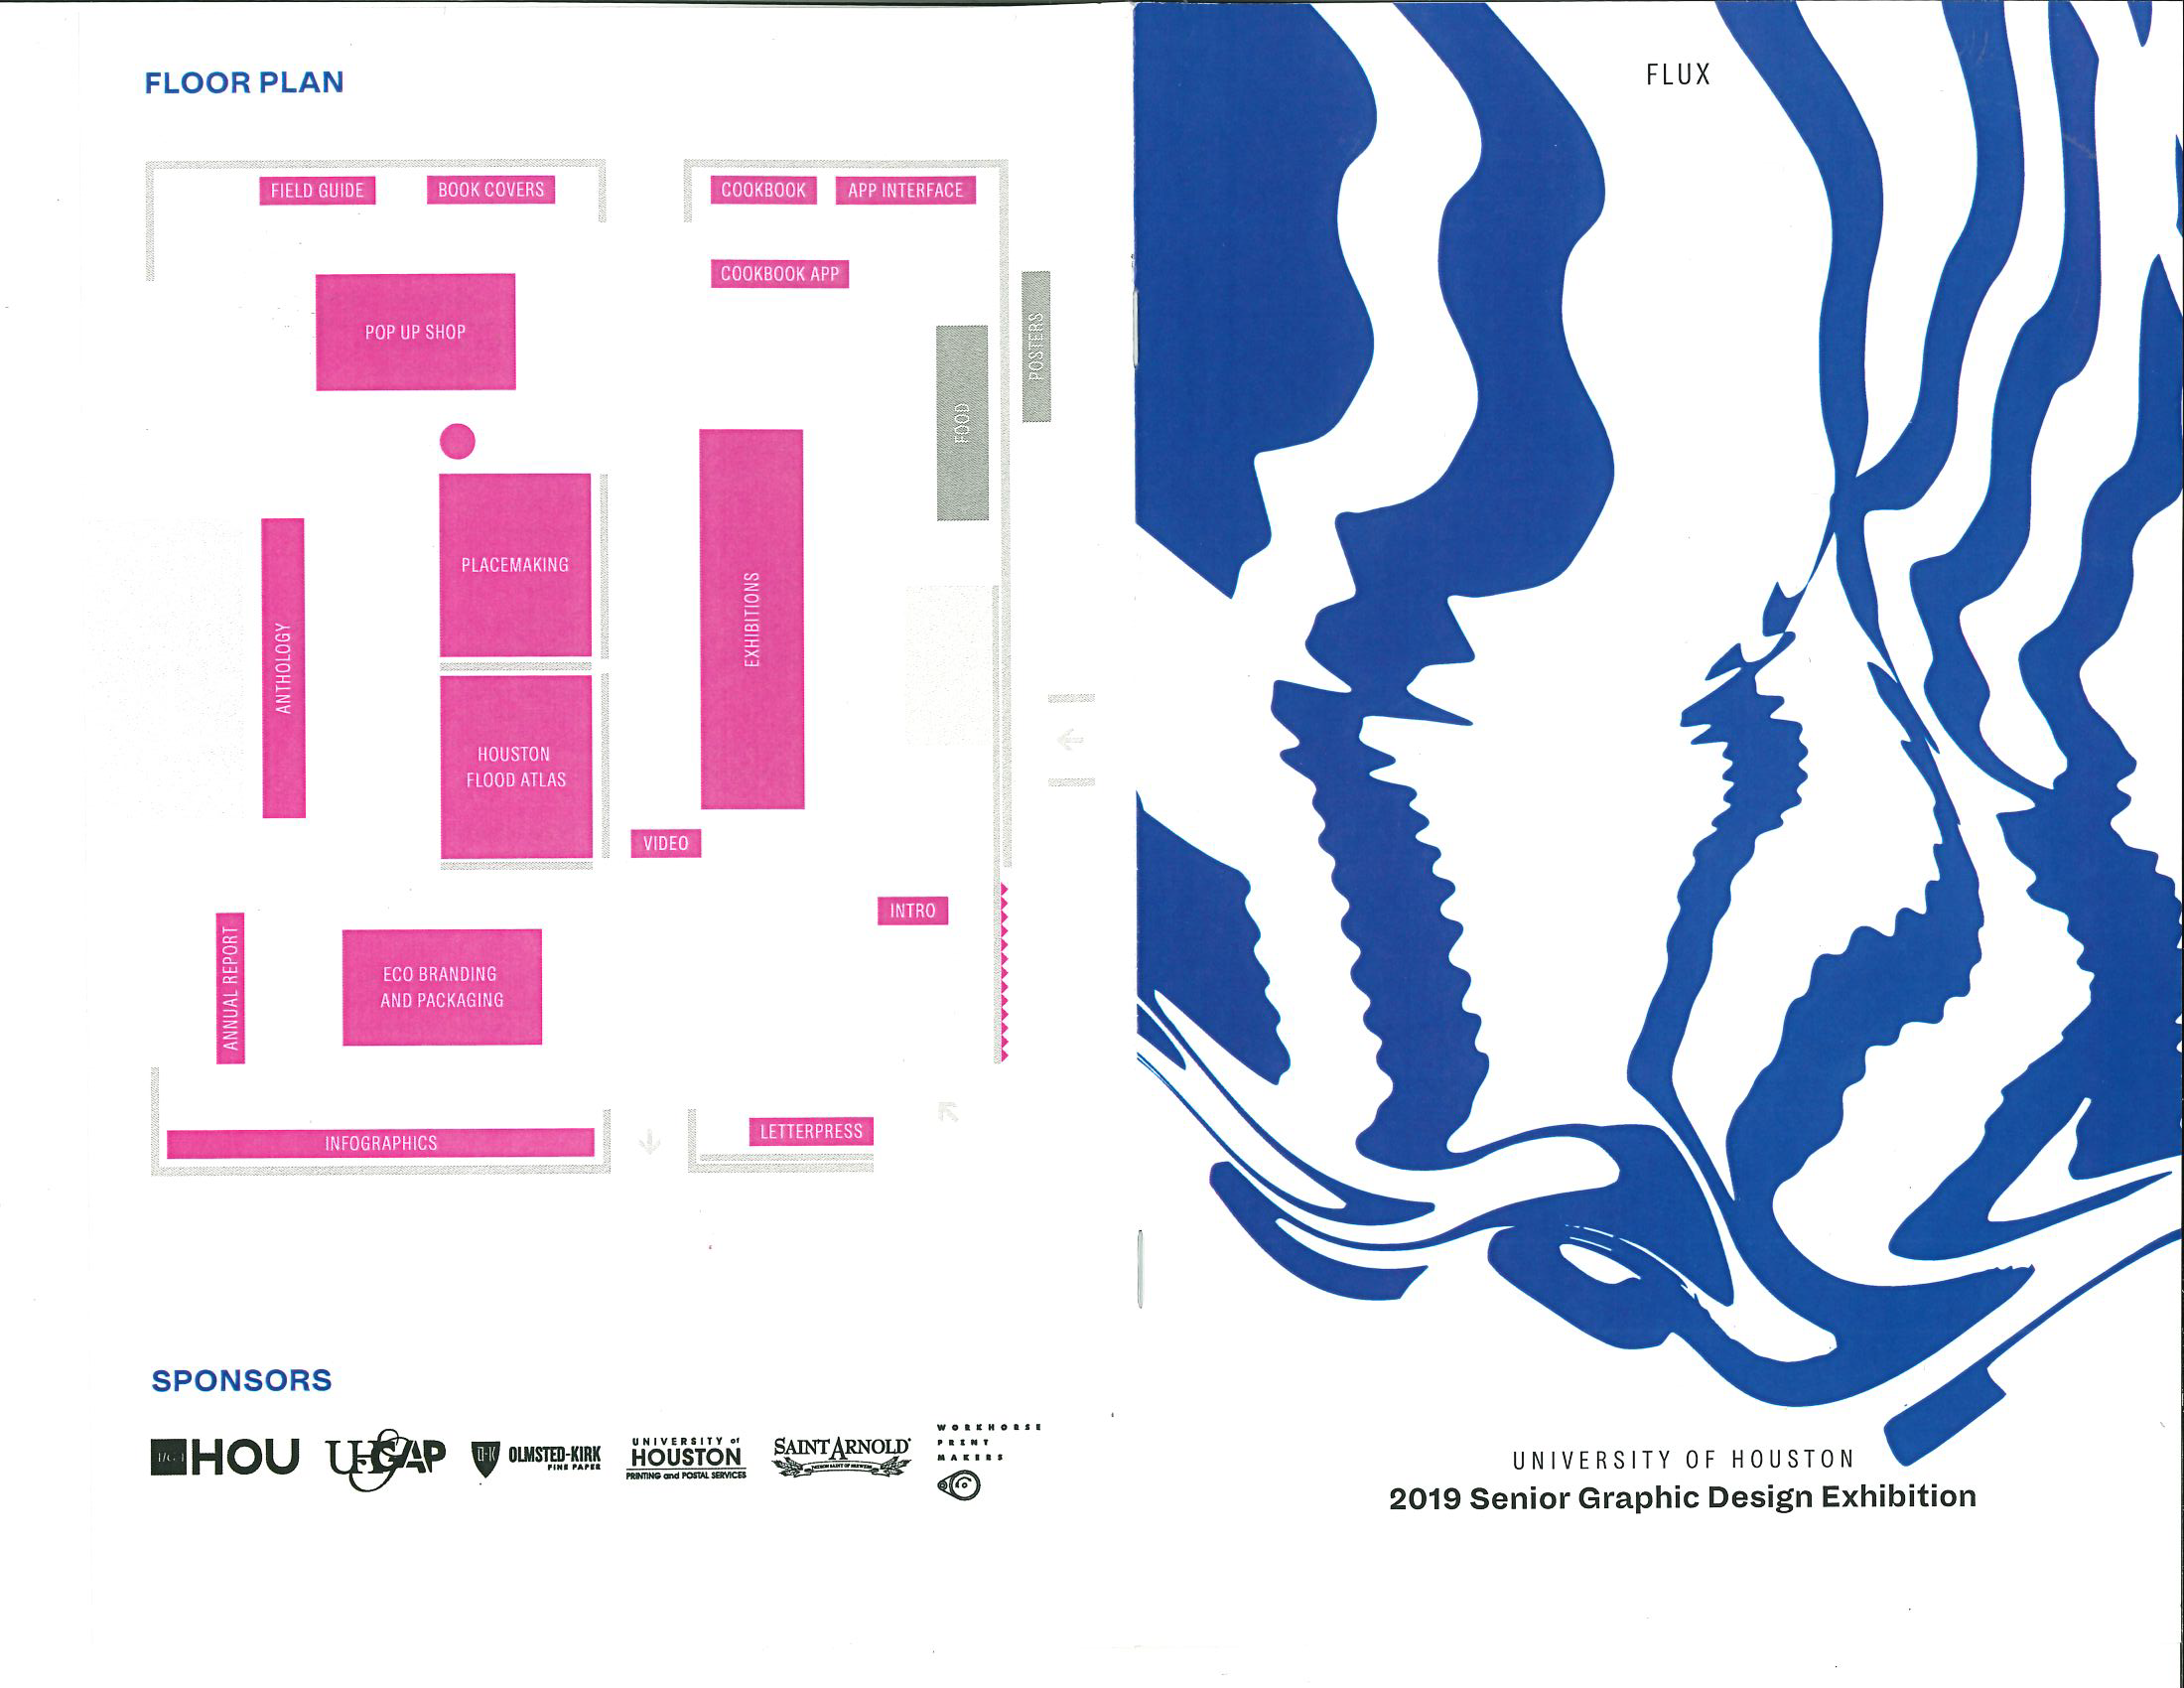 FLOOR PLAN
FIELD GUIDE
BOOK COVERS
COOKBOOK
APP INTERFACE
COOKBOOK APP
POP UP SHOP
POSTERS
FOOD
PLACEMAKING
EXHIBITIONS
ANTHOLOGY
HOUSTON
FLOOD ATLAS
VIDEO
INTRO
ANNUAL REPORT
ECO BRANDING
AND PACKAGING
LETTERPRESS
INFOGRAPHICS
SPONSORS
HOU
OLMSTED-KIRK
FINE PAPER
UNIVERSITY of
HOUSTON
PRINTING and POSTAL SERVICES
SAINT ARNOLD
WORKHORSE
PRINT
MAKERS
FLUX
UNIVERSITY OF HOUSTON
2019 Senior Graphic Design Exhibition